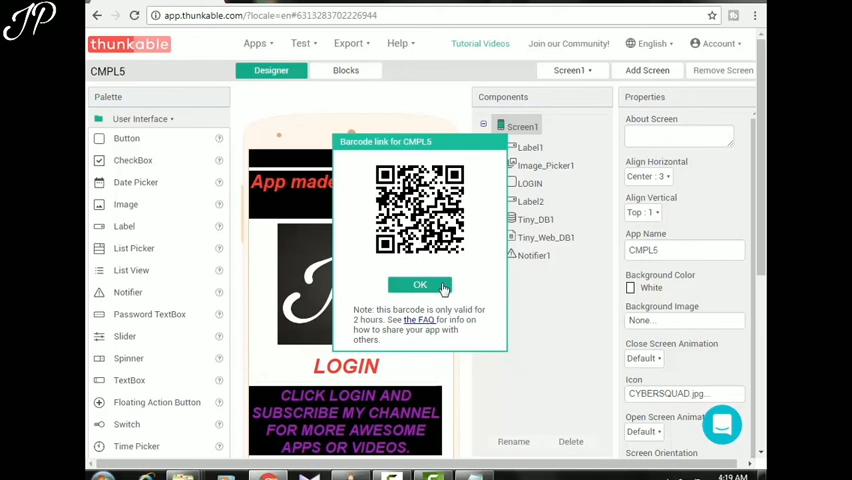 JP
app.thunkable.com/?locale=en#6313283702226944
thunkable
Apps Test Export Help Tutorial Videos Join our Community! English Account
CMPL5 Designer Blocks Screen1 Add Screen Remove Screen
Palette
User Interface
Button
CheckBox
Date Picker
Image
Label
List Picker
List View
Notifier
Password TextBox
Slider
Spinner
TextBox
Floating Action Button
Switch
Time Picker
App made
LOGIN
CLICK LOGIN AND
SUBSCRIBE MY CHANNEL
FOR MORE AWESOME
APPS OR VIDEOS.
Barcode link for CMPL5
OK
Note: this barcode is only valid for
2 hours. See the FAQ for info on
how to share your app with
others.
Components
Screen1
Label1
Image_Picker1
LOGIN
Label2
Tiny_DB1
Tiny_Web_DB1
Notifier1
Rename Delete
Properties
About Screen
Align Horizontal
Center : 3
Align Vertical
Top : 1
App Name
CMPL5
Background Color
White
Background Image
None...
Close Screen Animation
Default
Icon
CYBERSQUAD.jpg...
Open Screen Animati
Default
Screen Orientation
4:19 AM